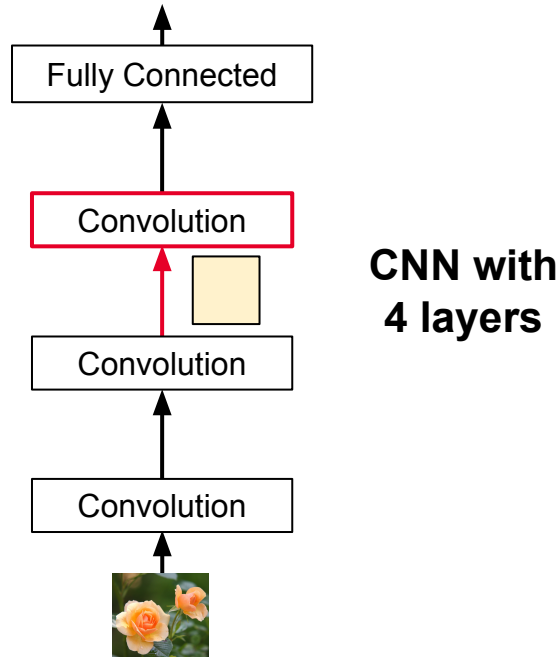 Fully Connected
Convolution
CNN with
4 layers
Convolution
Convolution